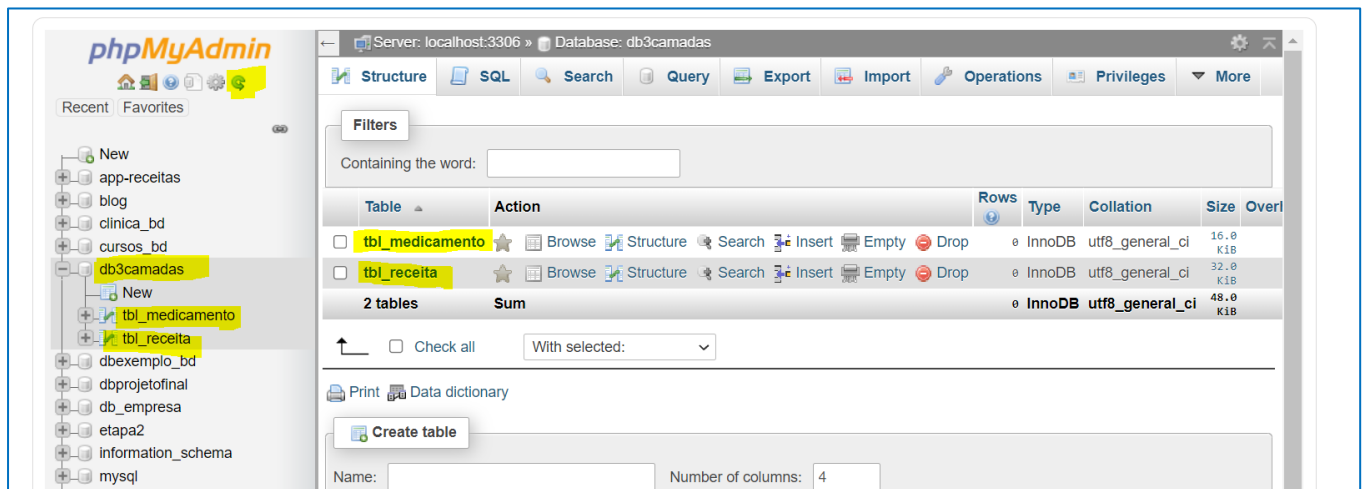 phpMyAdmin
Recent Favorites
New
app-receitas
blog
clinica_bd
cursos_bd
db3camadas
New
tbl_medicamento
tbl_receita
dbexemplo_bd
dbprojetofinal
db_empresa
etapa2
information_schema
mysql
Server: localhost:3306 » Database: db3camadas
Structure SQL Search Query Export Import Operations Privileges More
Filters
Containing the word:
Table Action Rows Type Collation Size Overl
tbl_medicamento Browse Structure Search Insert Empty Drop 0 InnoDB utf8_general_ci 16.0 KiB
tbl_receita Browse Structure Search Insert Empty Drop 0 InnoDB utf8_general_ci 32.0 KiB
2 tables Sum 0 InnoDB utf8_general_ci 48.0 KiB
Check all With selected:
Print Data dictionary
Create table
Name: Number of columns: 4